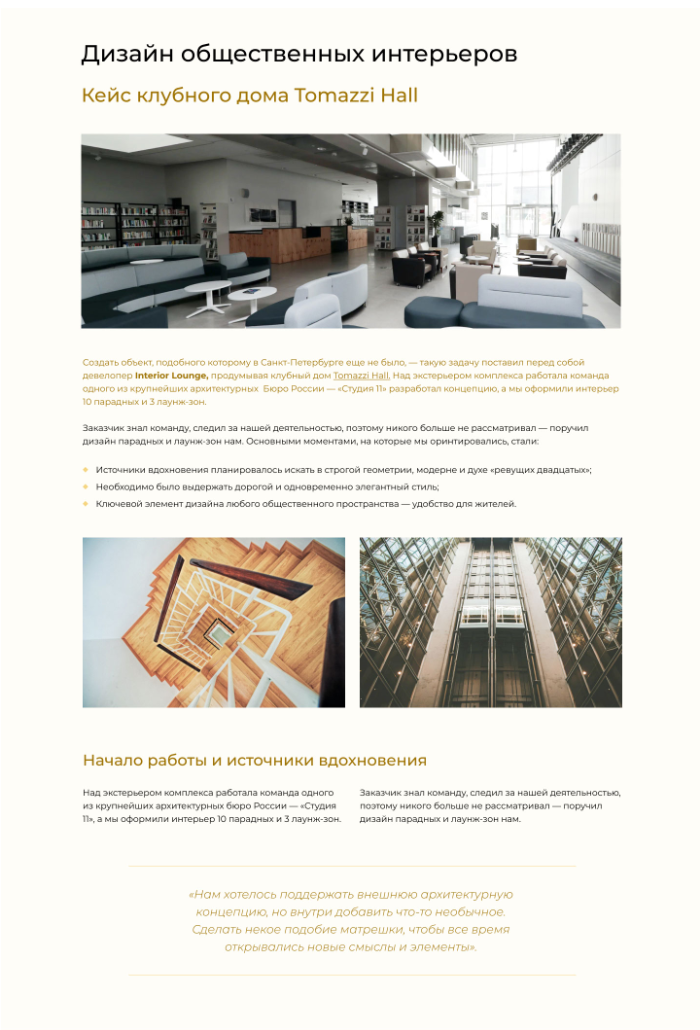 Дизайн общественных интерьеров
Кейс клубного дома Tomazzi Hall
Создать объект, подобного которому в Санкт-Петербурге еще не было, — такую задачу поставил перед собой
девелопер Interior Lounge, продумывая клубный дом Tomazzi Hall. Над экстерьером комплекса работала команда
одного из крупнейших архитектурных Бюро России — «Студия 11» разработал концепцию, а мы оформили интерьер
10 парадных и 3 лаунж-зон.
Заказчик знал команду, следил за нашей деятельностью, поэтому никого больше не рассматривал — поручил
дизайн парадных и лаунж-зон нам. Основными моментами, на которые мы оринтировались, стали:
Источники вдохновения планировалось искать в строгой геометрии, модерне и духе «ревущих двадцатых»;
Необходимо было выдержать дорогой и одновременно элегантный стиль;
Ключевой элемент дизайна любого общественного пространства — удобство для жителей.
Начало работы и источники вдохновения
Над экстерьером комплекса работала команда одного
из крупнейших архитектурных бюро России — «Студия
11», а мы оформили интерьер 10 парадных и 3 лаунж-зон.
Заказчик знал команду, следил за нашей деятельностью,
поэтому никого больше не рассматривал — поручил
дизайн парадных и лаунж-зон нам.
«Нам хотелось поддержать внешнюю архитектурную
концепцию, но внутри добавить что-то необычное.
Сделать некое подобие матрешки, чтобы все время
открывались новые смыслы и элементы».